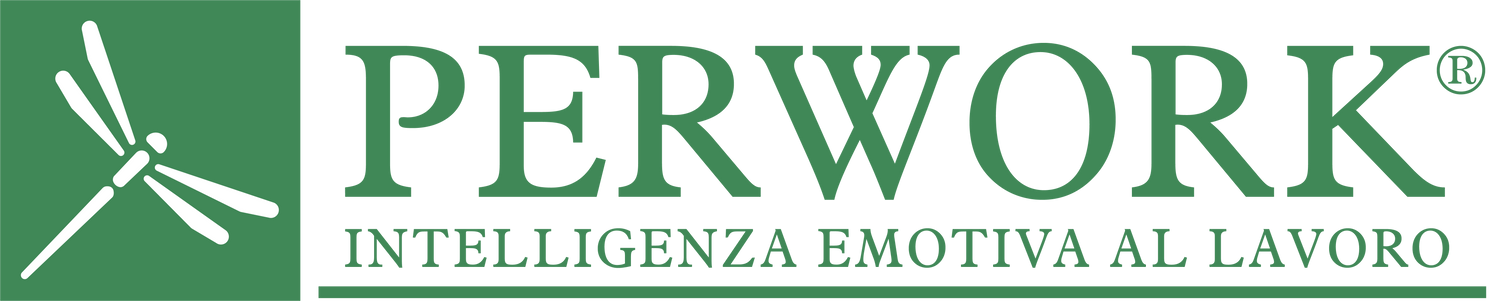 PERWORK®
INTELLIGENZA EMOTIVA AL LAVORO